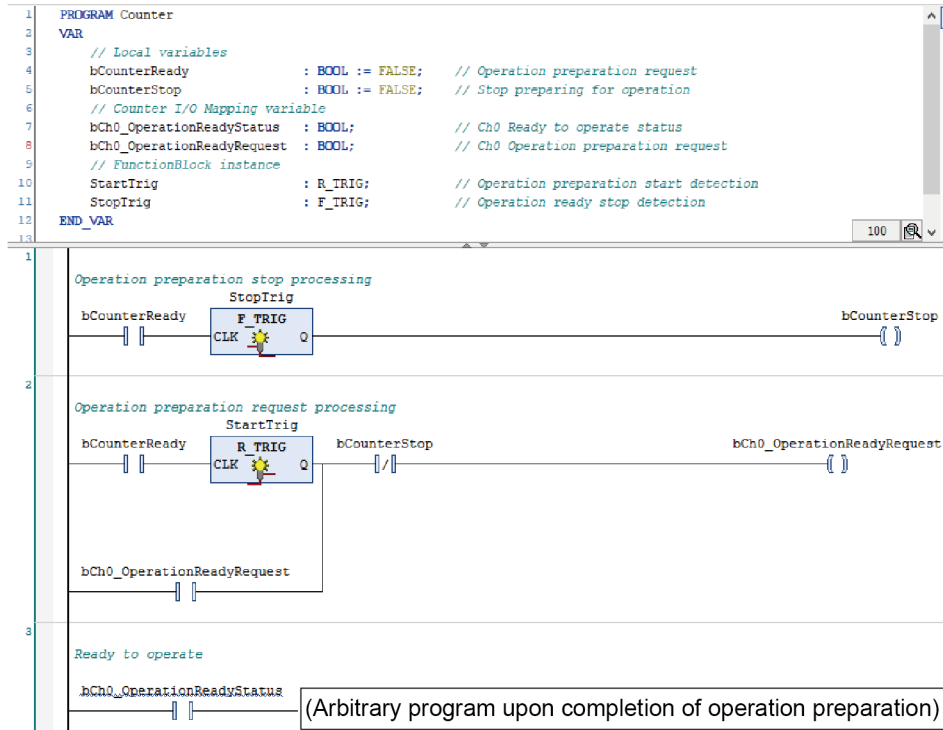 1 PROGRAM Counter
2 VAR
3 // Local variables
4 bCounterReady : BOOL := FALSE; // Operation preparation request
5 bCounterStop : BOOL := FALSE; // Stop preparing for operation
6 // Counter I/O Mapping variable
7 bCh0_OperationReadyStatus : BOOL; // Ch0 Ready to operate status
8 bCh0_OperationReadyRequest : BOOL; // Ch0 Operation preparation request
9 // FunctionBlock instance
10 StartTrig : R_TRIG; // Operation preparation start detection
11 StopTrig : F_TRIG; // Operation ready stop detection
12 END_VAR
13
100
1
Operation preparation stop processing
StopTrig
bCounterReady F_TRIG bCounterStop
CLK Q
2
Operation preparation request processing
StartTrig
bCounterReady R_TRIG bCounterStop bCh0_OperationReadyRequest
CLK Q /
bCh0_OperationReadyRequest
3
Ready to operate
bCh0_OperationReadyStatus
(Arbitrary program upon completion of operation preparation)